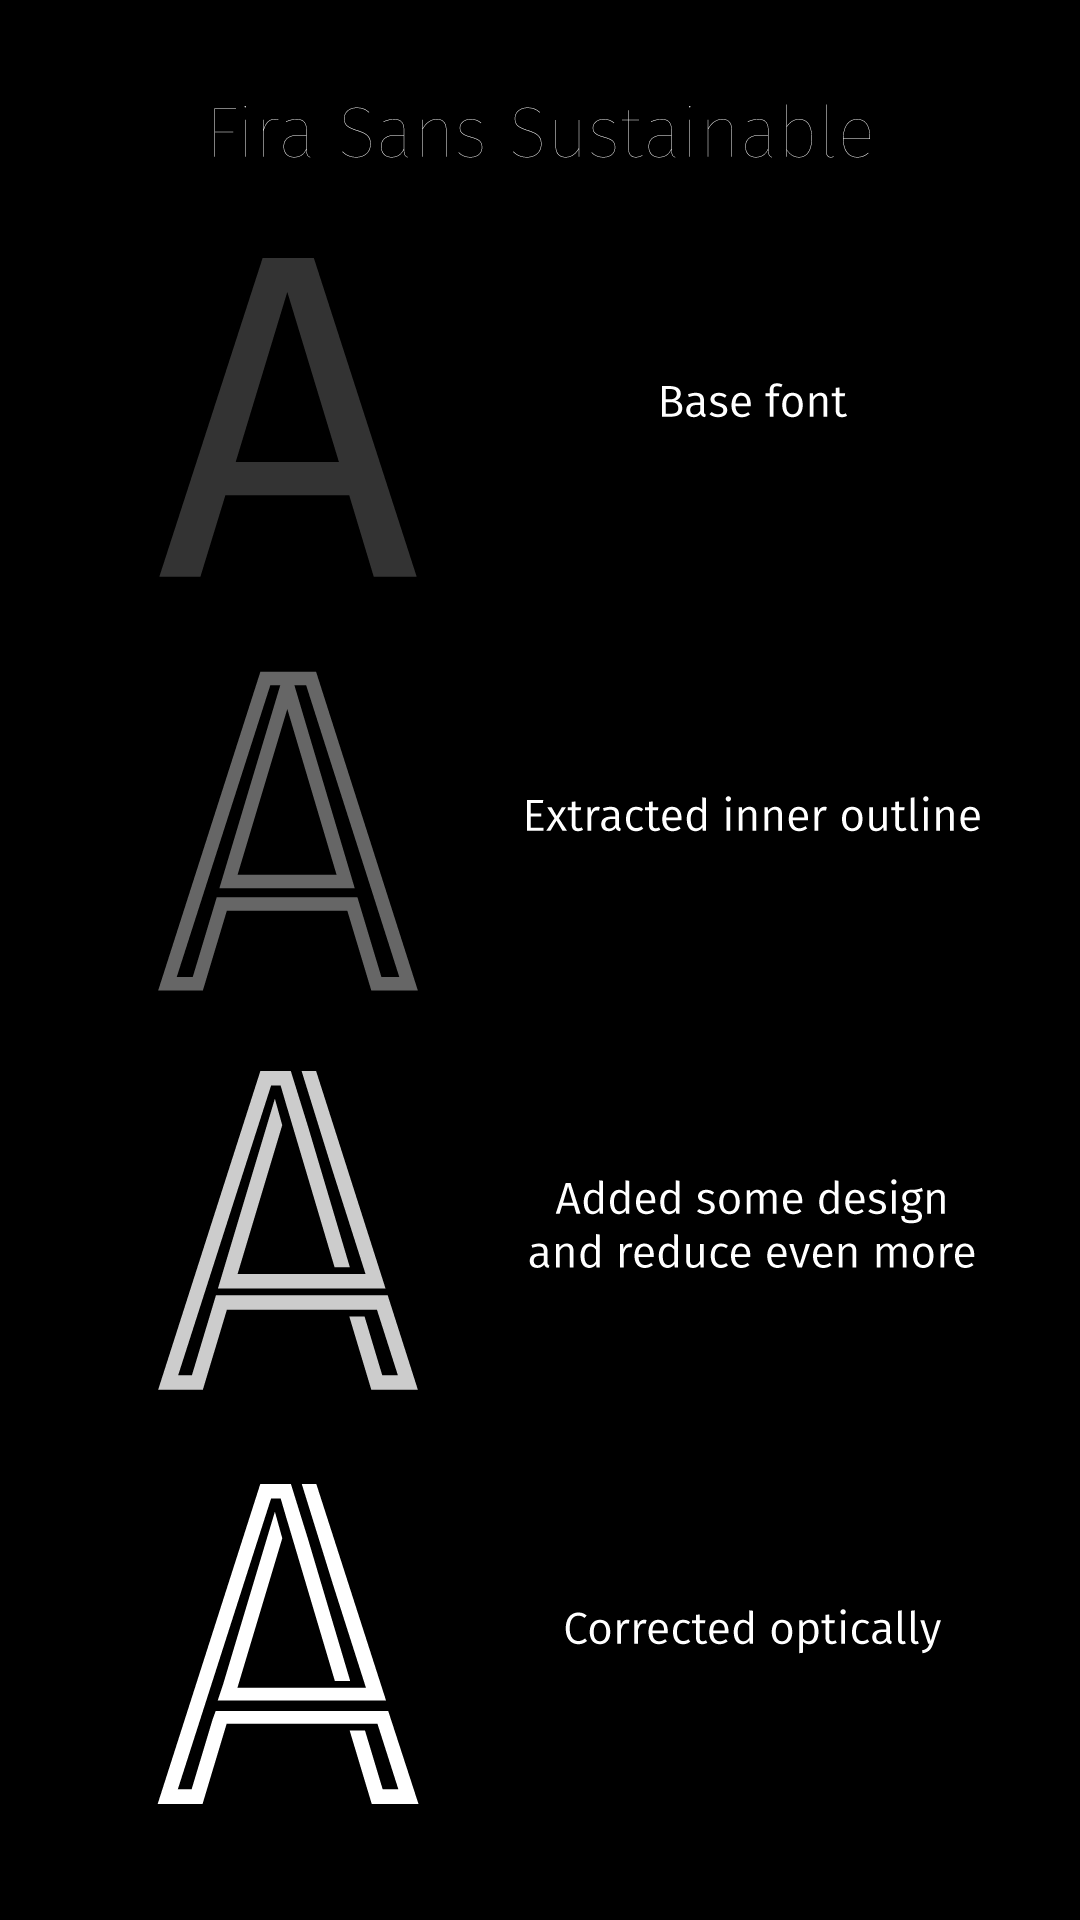 Fira Sans Sustainable
A
Base font
A
Extracted inner outline
A
Added some design
and reduce even more
A
Corrected optically